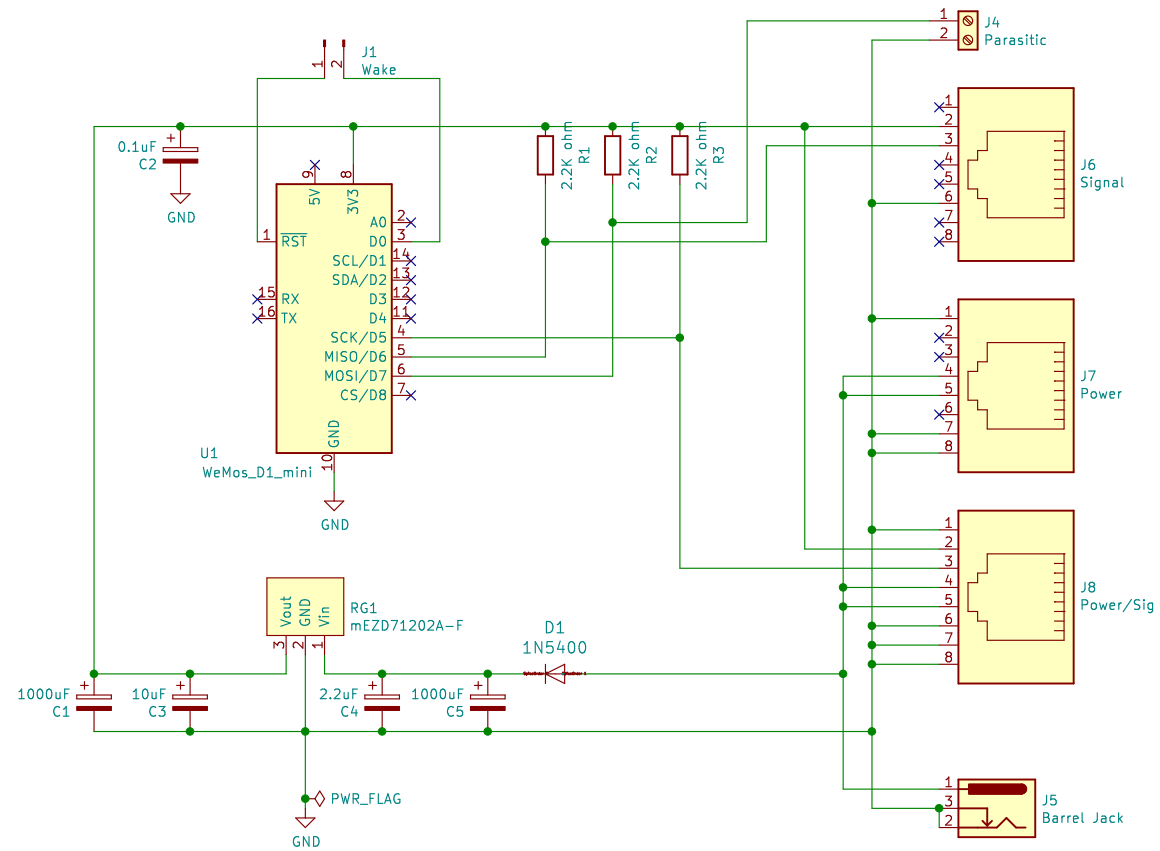 1
2
J4
Parasitic
1
2
J1
Wake
0.1uF
C2
GND
9
5V
8
3V3
1
RST
15
RX
16
TX
A0
2
D0
3
SCL/D1
14
SDA/D2
13
D3
12
D4
11
SCK/D5
4
MISO/D6
5
MOSI/D7
6
CS/D8
7
GND
10
U1
WeMos_D1_mini
GND
2.2K ohm
R1
2.2K ohm
R2
2.2K ohm
R3
1
2
3
4
5
6
7
8
J6
Signal
1
2
3
4
5
6
7
8
J7
Power
1
2
3
4
5
6
7
8
J8
Power/Sig
Vout
GND
Vin
3
2
1
RG1
mEZD71202A-F
D1
1N5400
1000uF
C1
10uF
C3
2.2uF
C4
1000uF
C5
PWR_FLAG
GND
1
3
2
J5
Barrel Jack